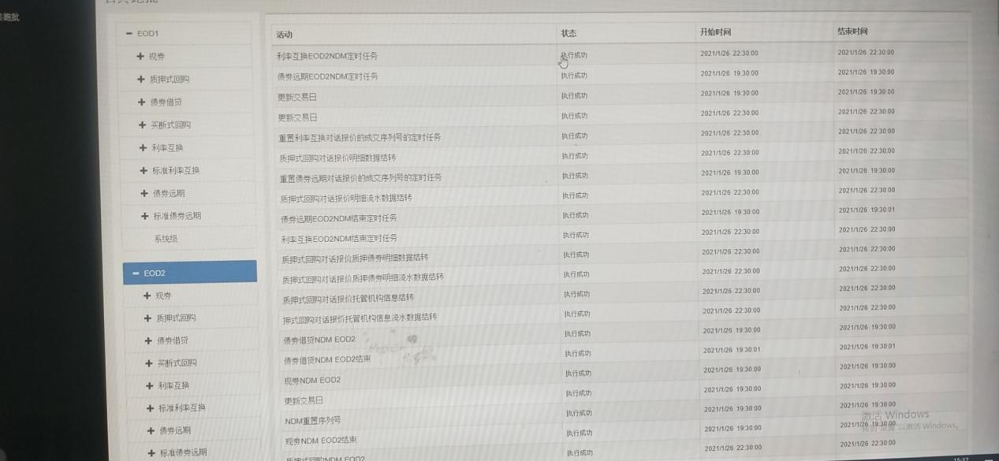 跑批
EOD1
现券
质押式回购
债券借贷
买断式回购
利率互换
标准利率互换
债券远期
标准债券远期
系统级
EOD2
现券
质押式回购
债券借贷
买断式回购
利率互换
标准利率互换
债券远期
标准债券远期
活动 状态 开始时间 结束时间
利率互换EOD2NDM定时任务 执行成功 2021/1/26 22:30:00 2021/1/26 22:30:00
债券远期EOD2NDM定时任务 执行成功 2021/1/26 19:30:00 2021/1/26 19:30:00
更新交易日 执行成功 2021/1/26 19:30:00 2021/1/26 19:30:00
更新交易日 执行成功 2021/1/26 22:30:00 2021/1/26 22:30:00
重置利率互换对话报价的成交序列号的定时任务 执行成功 2021/1/26 22:30:00 2021/1/26 22:30:00
质押式回购对话报价明细数据结转 执行成功 2021/1/26 22:30:00 2021/1/26 22:30:00
重置债券远期对话报价的成交序列号的定时任务 执行成功 2021/1/26 19:30:00 2021/1/26 19:30:00
质押式回购对话报价明细流水数据结转 执行成功 2021/1/26 22:30:00 2021/1/26 22:30:00
债券远期EOD2NDM结束定时任务 执行成功 2021/1/26 19:30:00 2021/1/26 19:30:01
利率互换EOD2NDM结束定时任务 执行成功 2021/1/26 22:30:00 2021/1/26 22:30:00
质押式回购对话报价质押债券明细数据结转 执行成功 2021/1/26 22:30:00 2021/1/26 22:30:00
质押式回购对话报价质押债券明细流水数据结转 执行成功 2021/1/26 22:30:00 2021/1/26 22:30:00
质押式回购对话报价托管机构信息结转 执行成功 2021/1/26 22:30:00 2021/1/26 22:30:00
押式回购对话报价托管机构信息流水数据结转 执行成功 2021/1/26 22:30:00 2021/1/26 22:30:00
债券借贷NDM EOD2 执行成功 2021/1/26 19:30:00 2021/1/26 19:30:00
债券借贷NDM EOD2结束 执行成功 2021/1/26 19:30:01 2021/1/26 19:30:01
现券NDM EOD2 执行成功 2021/1/26 19:30:00 2021/1/26 19:30:00
更新交易日 执行成功 2021/1/26 19:30:00 2021/1/26 19:30:00
NDM重置序列号 执行成功 2021/1/26 19:30:00 2021/1/26 19:30:00
现券NDM EOD2结束 执行成功 2021/1/26 19:30:00 2021/1/26 19:30:00
质押式回购NDM EOD2 执行成功 2021/1/26 22:30:00 2021/1/26 22:30:00
激活 Windows
以激活 Windows。
15:37